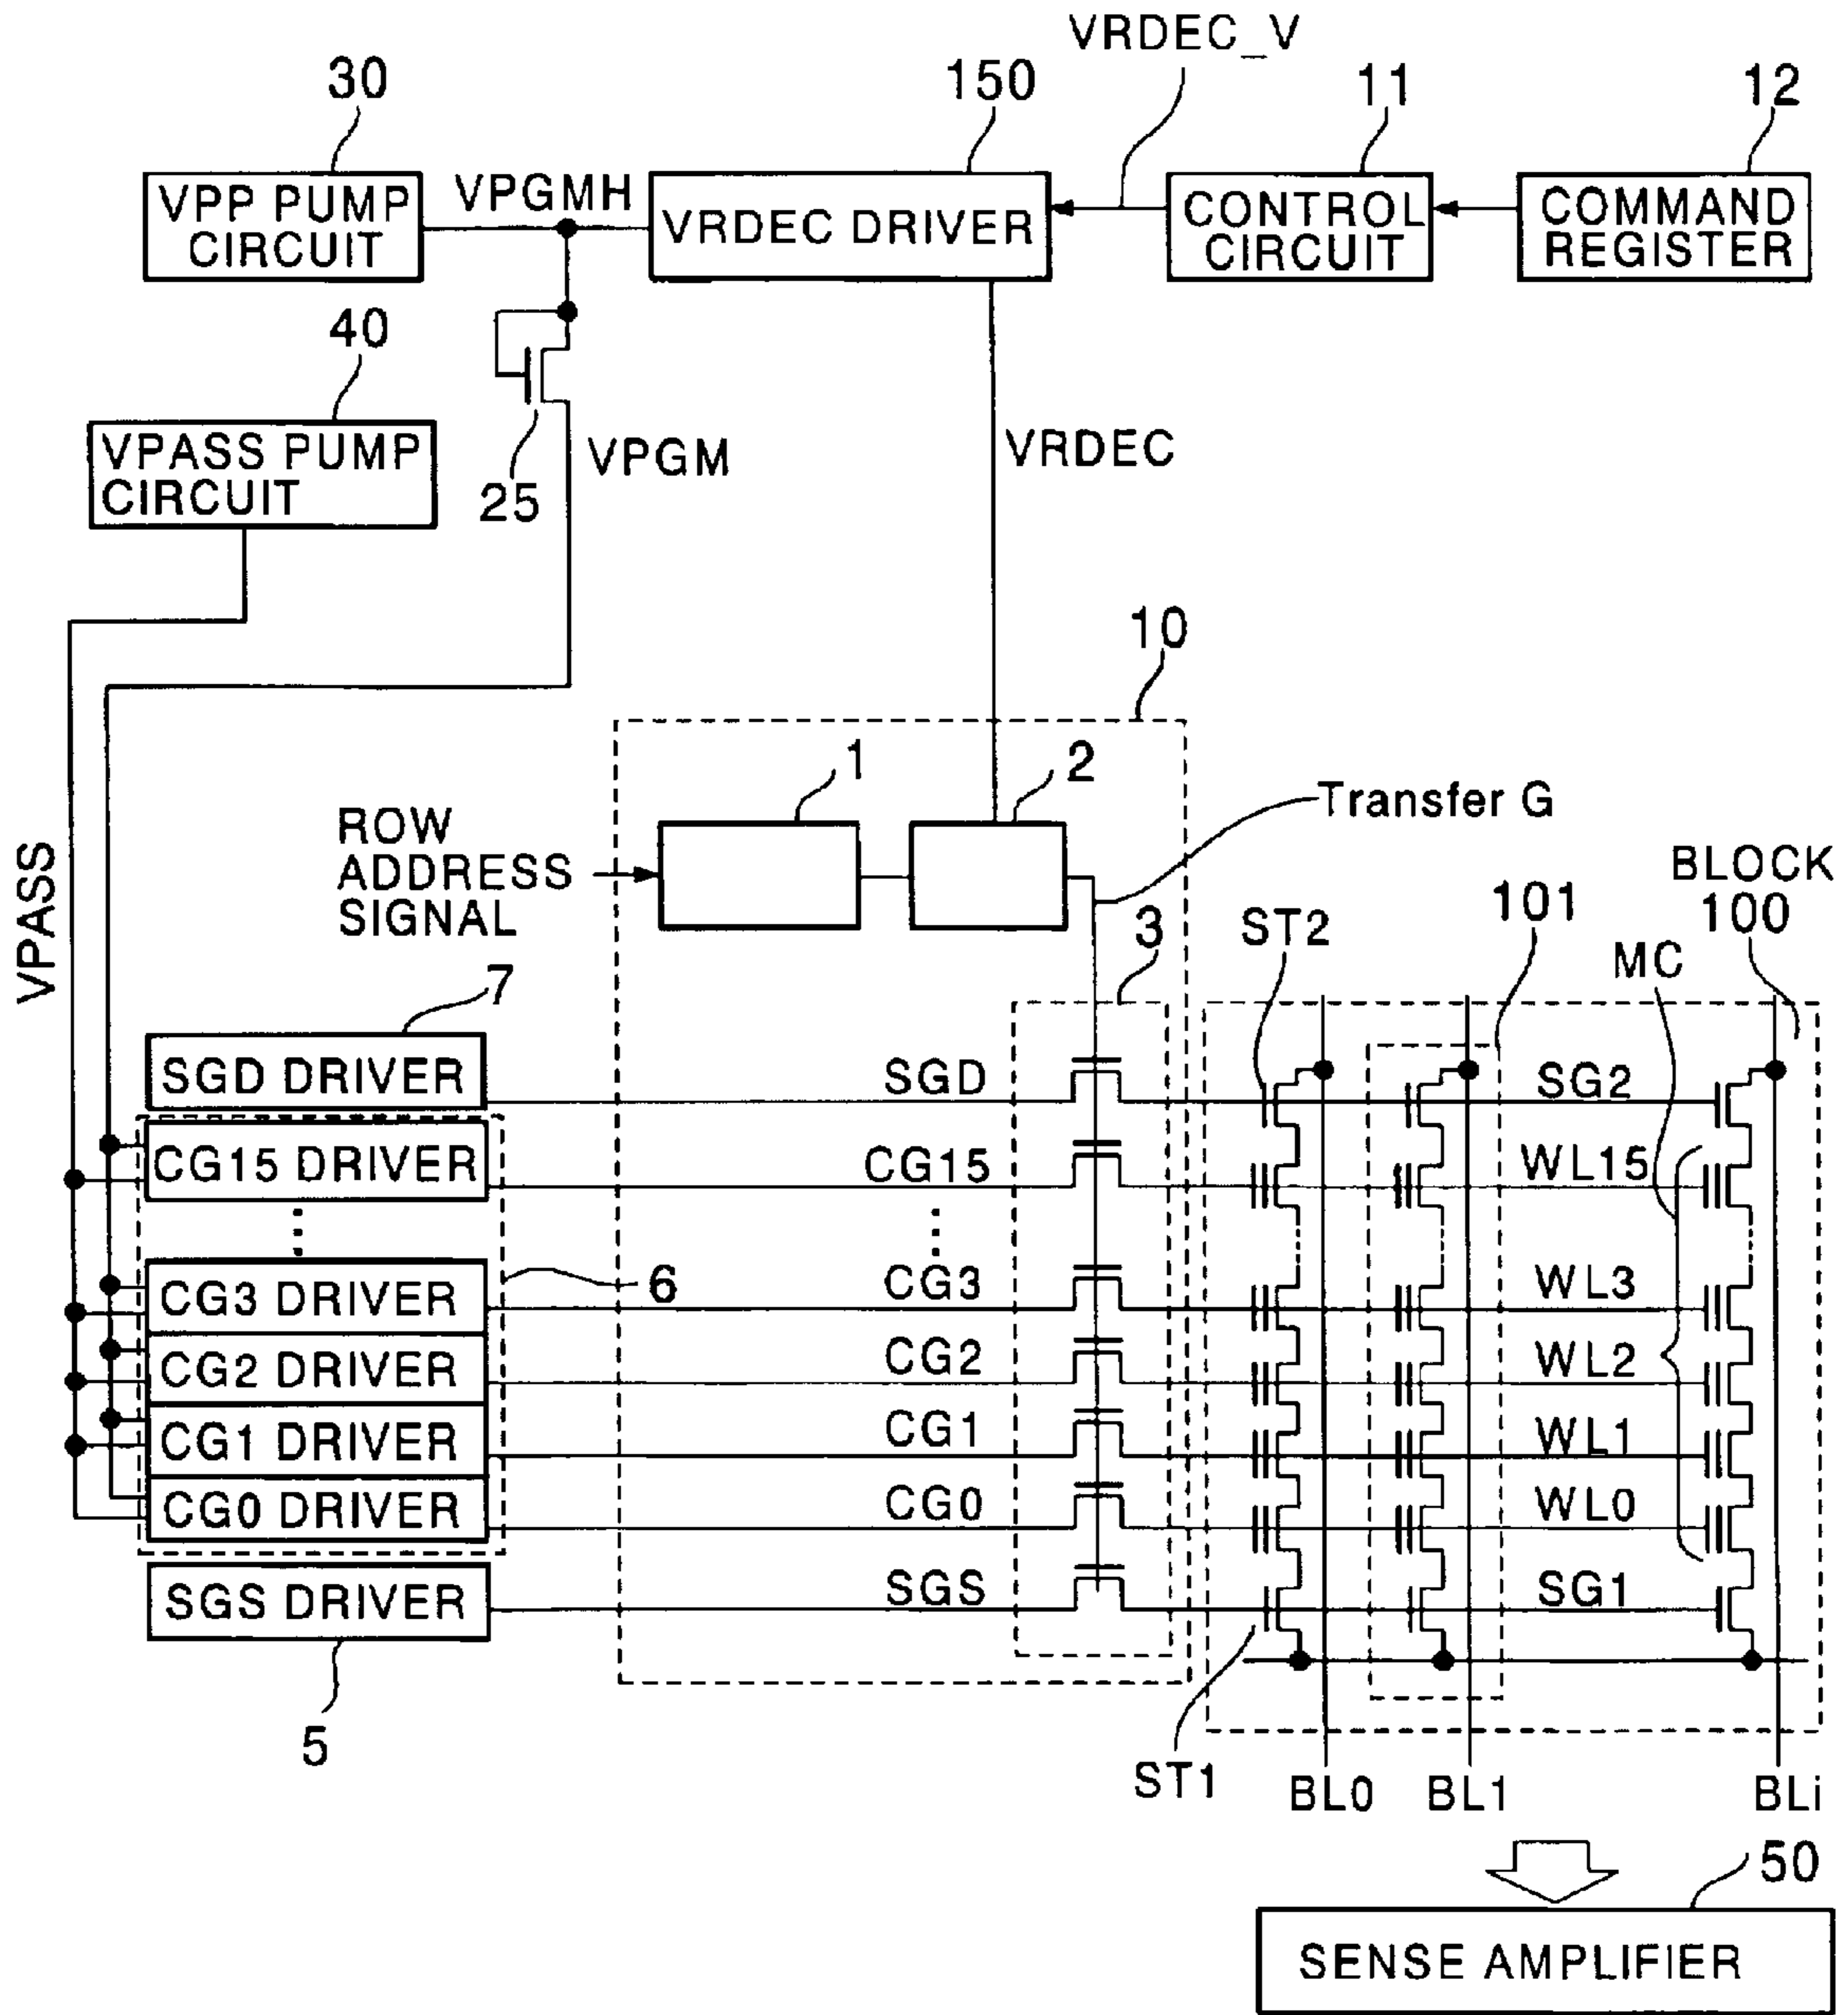 VRDEC_V
30
150
11
12
VPP PUMP
CIRCUIT
VPGMH
VRDEC DRIVER
CONTROL
CIRCUIT
COMMAND
REGISTER
40
VPASS PUMP
CIRCUIT
25
VPGM
VRDEC
10
1
2
Transfer G
ROW
ADDRESS
SIGNAL
VPASS
BLOCK
100
101
ST2
3
MC
7
SGD DRIVER
SGD
SG2
CG15 DRIVER
CG15
WL15
6
CG3 DRIVER
CG3
WL3
CG2 DRIVER
CG2
WL2
CG1 DRIVER
CG1
WL1
CG0 DRIVER
CG0
WL0
SGS DRIVER
SGS
SG1
5
ST1
BL0
BL1
BLi
50
SENSE AMPLIFIER